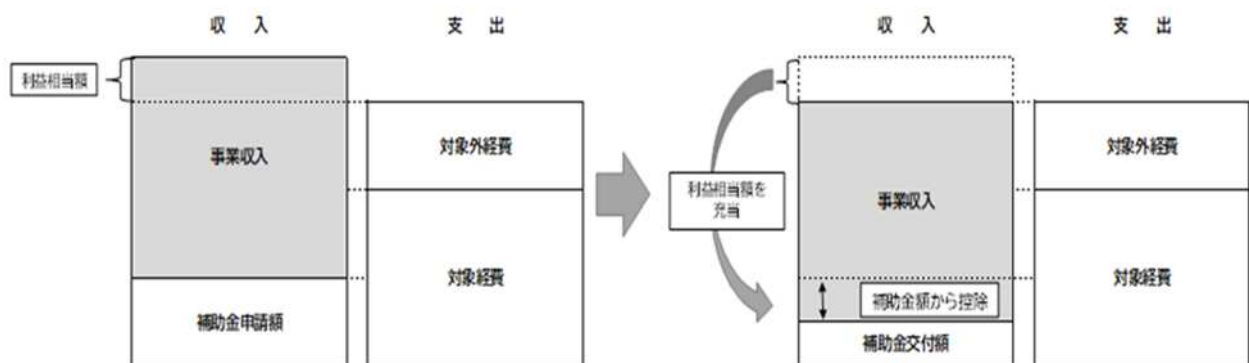 収 入
支 出
利益相当額
事業収入
補助金申請額
対象外経費
対象経費
収 入
支 出
利益相当額を
充当
事業収入
補助金額から控除
補助金交付額
対象外経費
対象経費